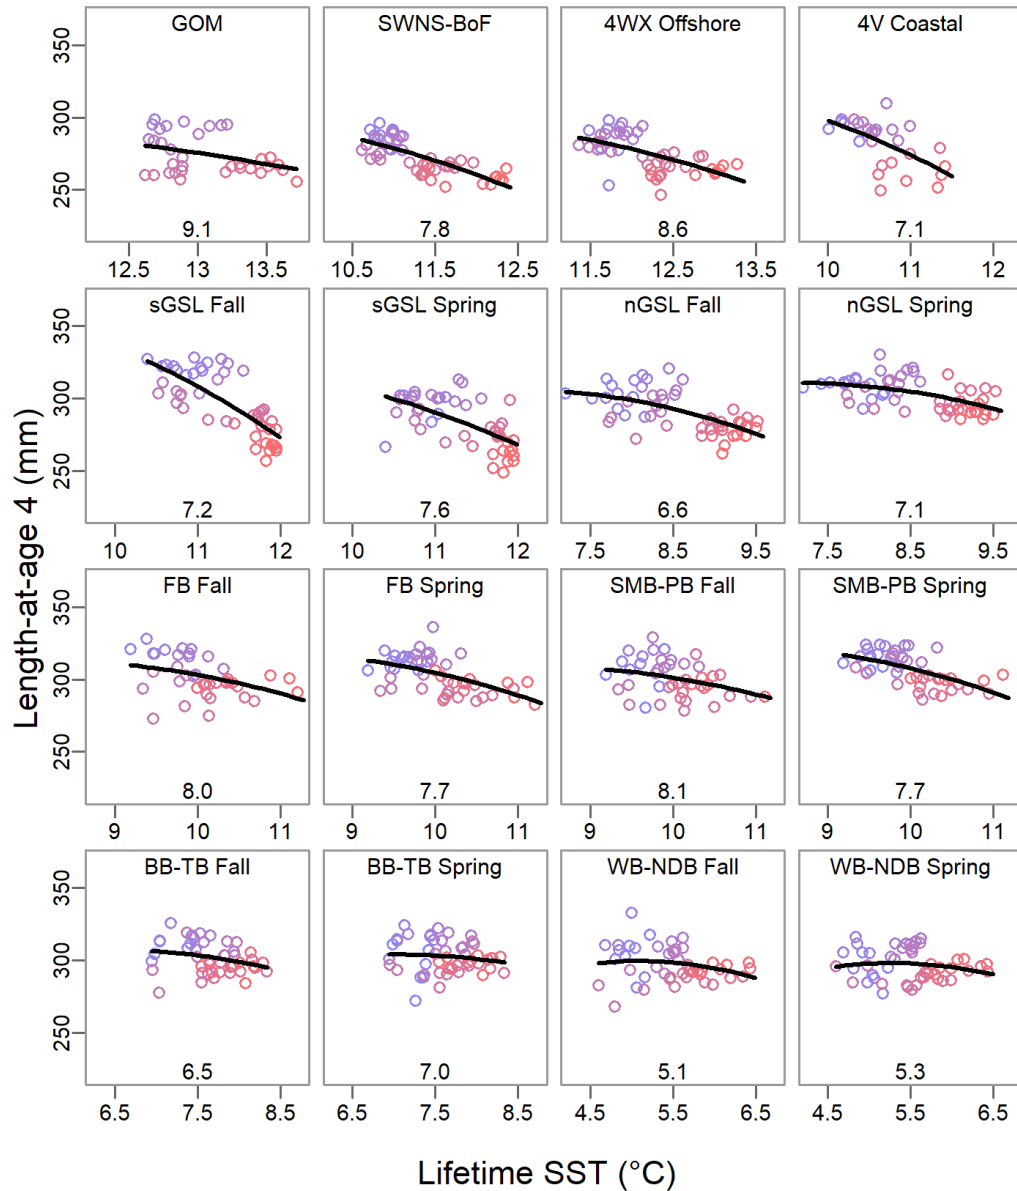 GOM SWNS-BoF 4WX Offshore 4V Coastal
350
300
250
9.1 7.8 8.6 7.1
12.5 13 13.5 10.5 11.5 12.5 11.5 12.5 13.5 10 11 12
sGSL Fall sGSL Spring nGSL Fall nGSL Spring
350
300
250
7.2 7.6 6.6 7.1
10 11 12 10 11 12 7.5 8.5 9.5 7.5 8.5 9.5
Length-at-age 4 (mm)
FB Fall FB Spring SMB-PB Fall SMB-PB Spring
350
300
250
8.0 7.7 8.1 7.7
9 10 11 9 10 11 9 10 11 9 10 11
BB-TB Fall BB-TB Spring WB-NDB Fall WB-NDB Spring
350
300
250
6.5 7.0 5.1 5.3
6.5 7.5 8.5 6.5 7.5 8.5 4.5 5.5 6.5 4.5 5.5 6.5
Lifetime SST (°C)